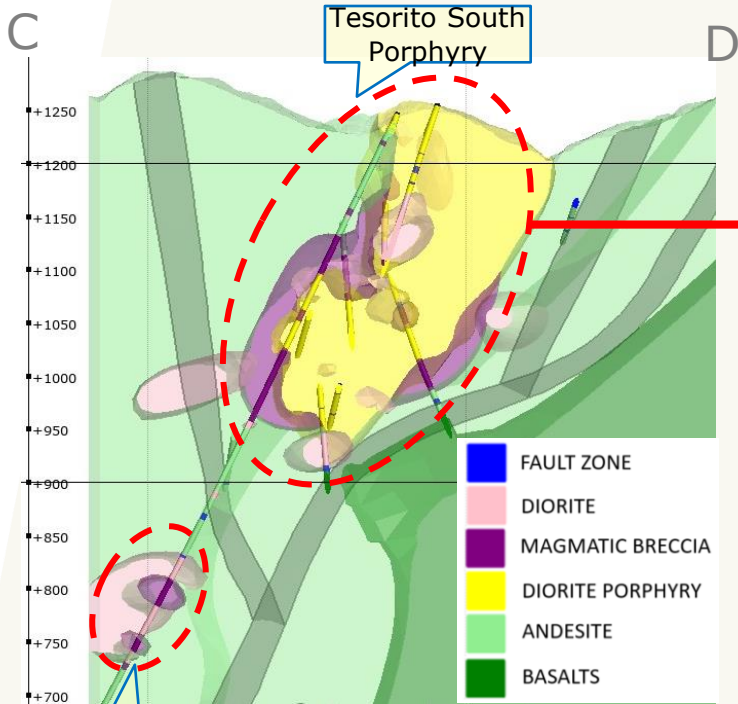 C
Tesorito South
Porphyry
D
+1250
+1200
+1150
+1100
+1050
+1000
+950
+900
+850
+800
+750
+700
FAULT ZONE
DIORITE
MAGMATIC BRECCIA
DIORITE PORPHYRY
ANDESITE
BASALTS